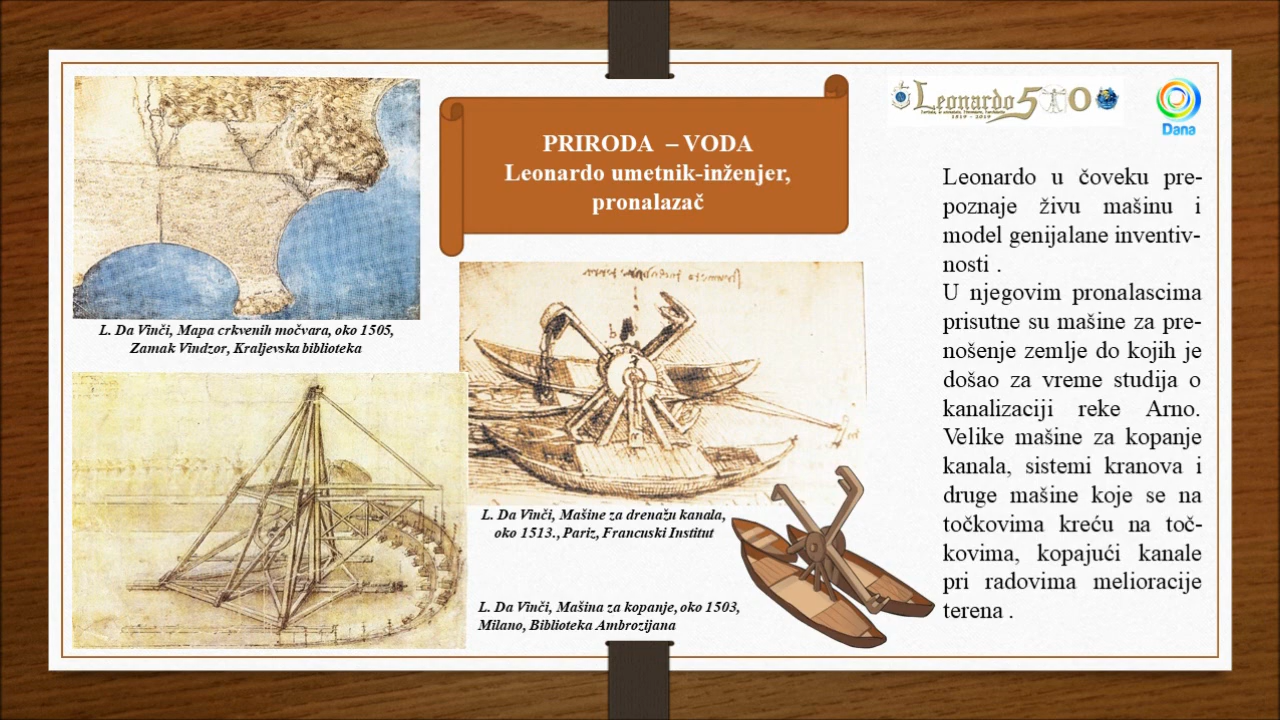 PRIRODA – VODA
Leonardo umetnik-inženjer,
pronalazač
Leonardo 500
1519 - 2019
Dana
L. Da Vinči, Mapa crkvenih močvara, oko 1505,
Zamak Vindzor, Kraljevska biblioteka
L. Da Vinči, Mašine za drenažu kanala,
oko 1513., Pariz, Francuski Institut
L. Da Vinči, Mašina za kopanje, oko 1503,
Milano, Biblioteka Ambrozijana
Leonardo u čoveku pre-
poznaje živu mašinu i
model genijalane inventiv-
nosti .
U njegovim pronalascima
prisutne su mašine za pre-
nošenje zemlje do kojih je
došao za vreme studija o
kanalizaciji reke Arno.
Velike mašine za kopanje
kanala, sistemi kranova i
druge mašine koje se na
točkovima kreću na toč-
kovima, kopajući kanale
pri radovima melioracije
terena .